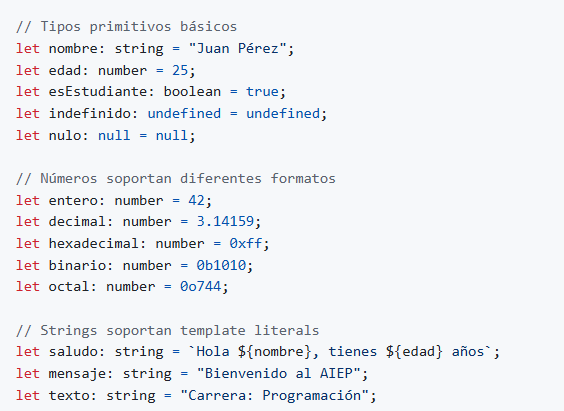 // Tipos primitivos básicos
let nombre: string = "Juan Pérez";
let edad: number = 25;
let esEstudiante: boolean = true;
let indefinido: undefined = undefined;
let nulo: null = null;
// Números soportan diferentes formatos
let entero: number = 42;
let decimal: number = 3.14159;
let hexadecimal: number = 0xff;
let binario: number = 0b1010;
let octal: number = 0o744;
// Strings soportan template literals
let saludo: string = `Hola ${nombre}, tienes ${edad} años`;
let mensaje: string = "Bienvenido al AIEP";
let texto: string = "Carrera: Programación";